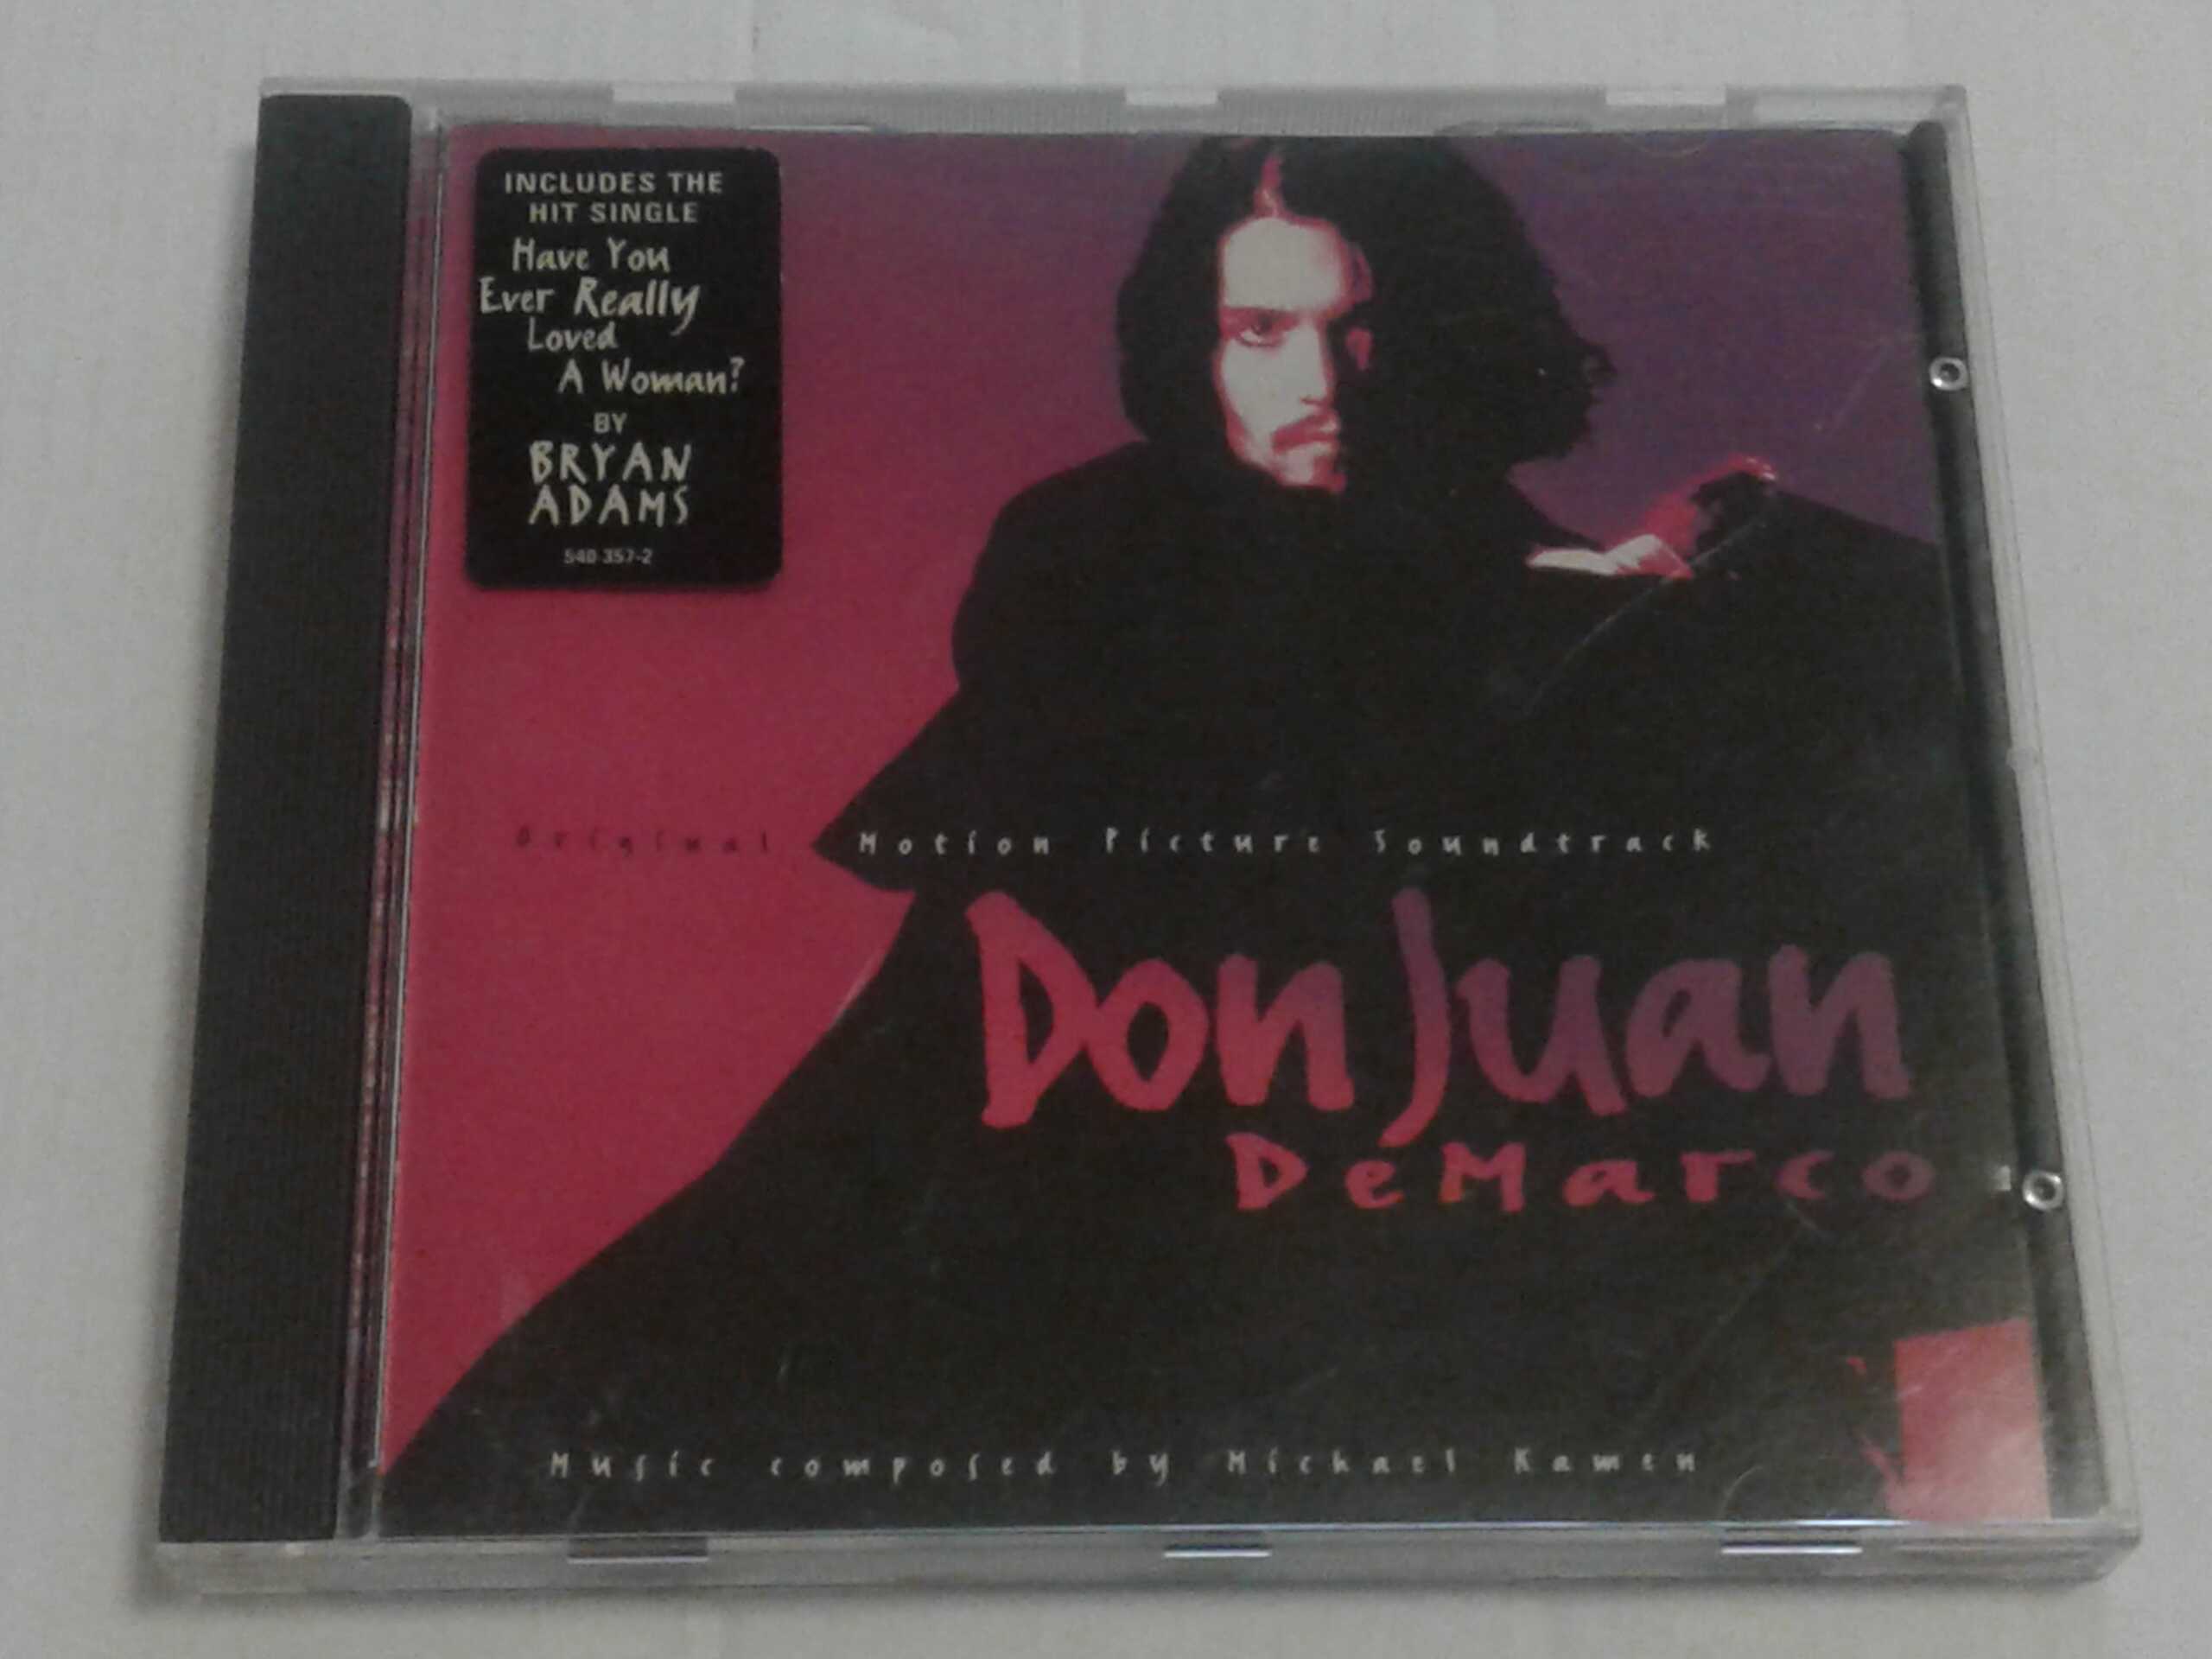 INCLUDES THE
HIT SINGLE
Have You
Ever Really
Loved
A Woman?
BY
BRYAN
ADAMS
540 357-2
Original Motion Picture Soundtrack
Don Juan
DeMarco
Music composed by Michael Kamen